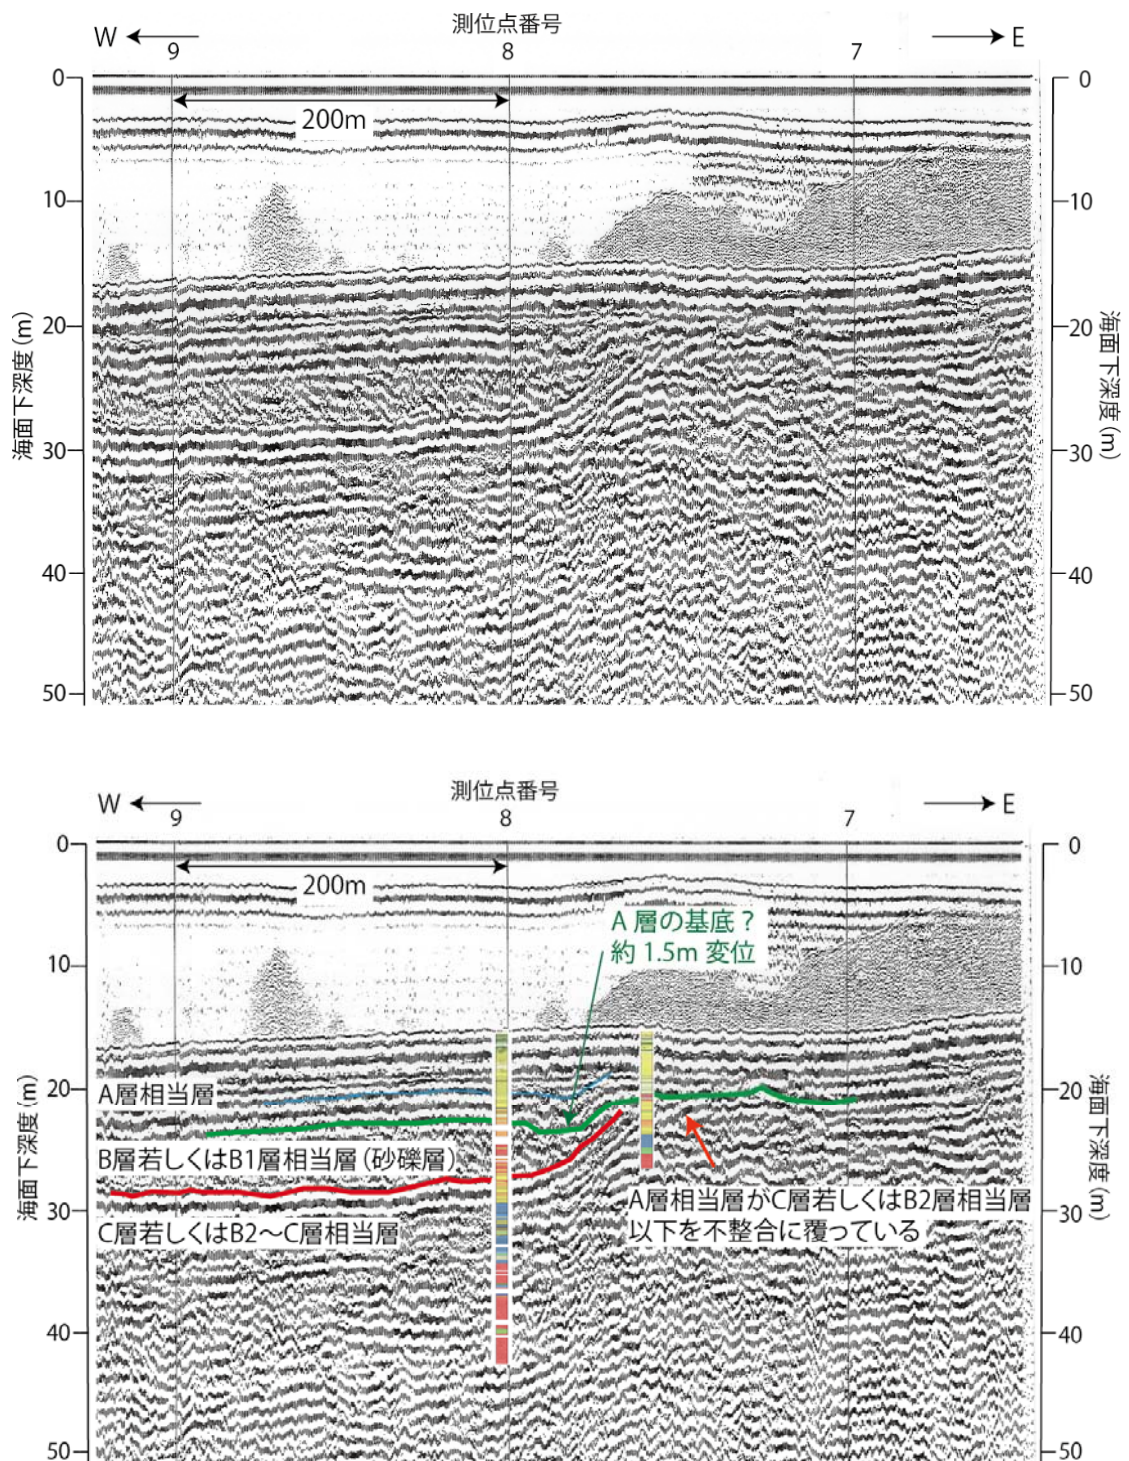 測位点番号
W
E
9
8
7
0
0
200m
10
10
20
20
海面下深度(m)
海面下深度(m)
30
30
40
40
50
50
測位点番号
W
E
9
8
7
0
0
200m
A 層の基底?
約 1.5m 変位
10
10
20
20
A層相当層
海面下深度(m)
海面下深度(m)
B層若しくはB1層相当層(砂礫層)
A層相当層がC層若しくはB2層相当層
以下を不整合に覆っている
30
30
C層若しくはB2〜C層相当層
40
40
50
50